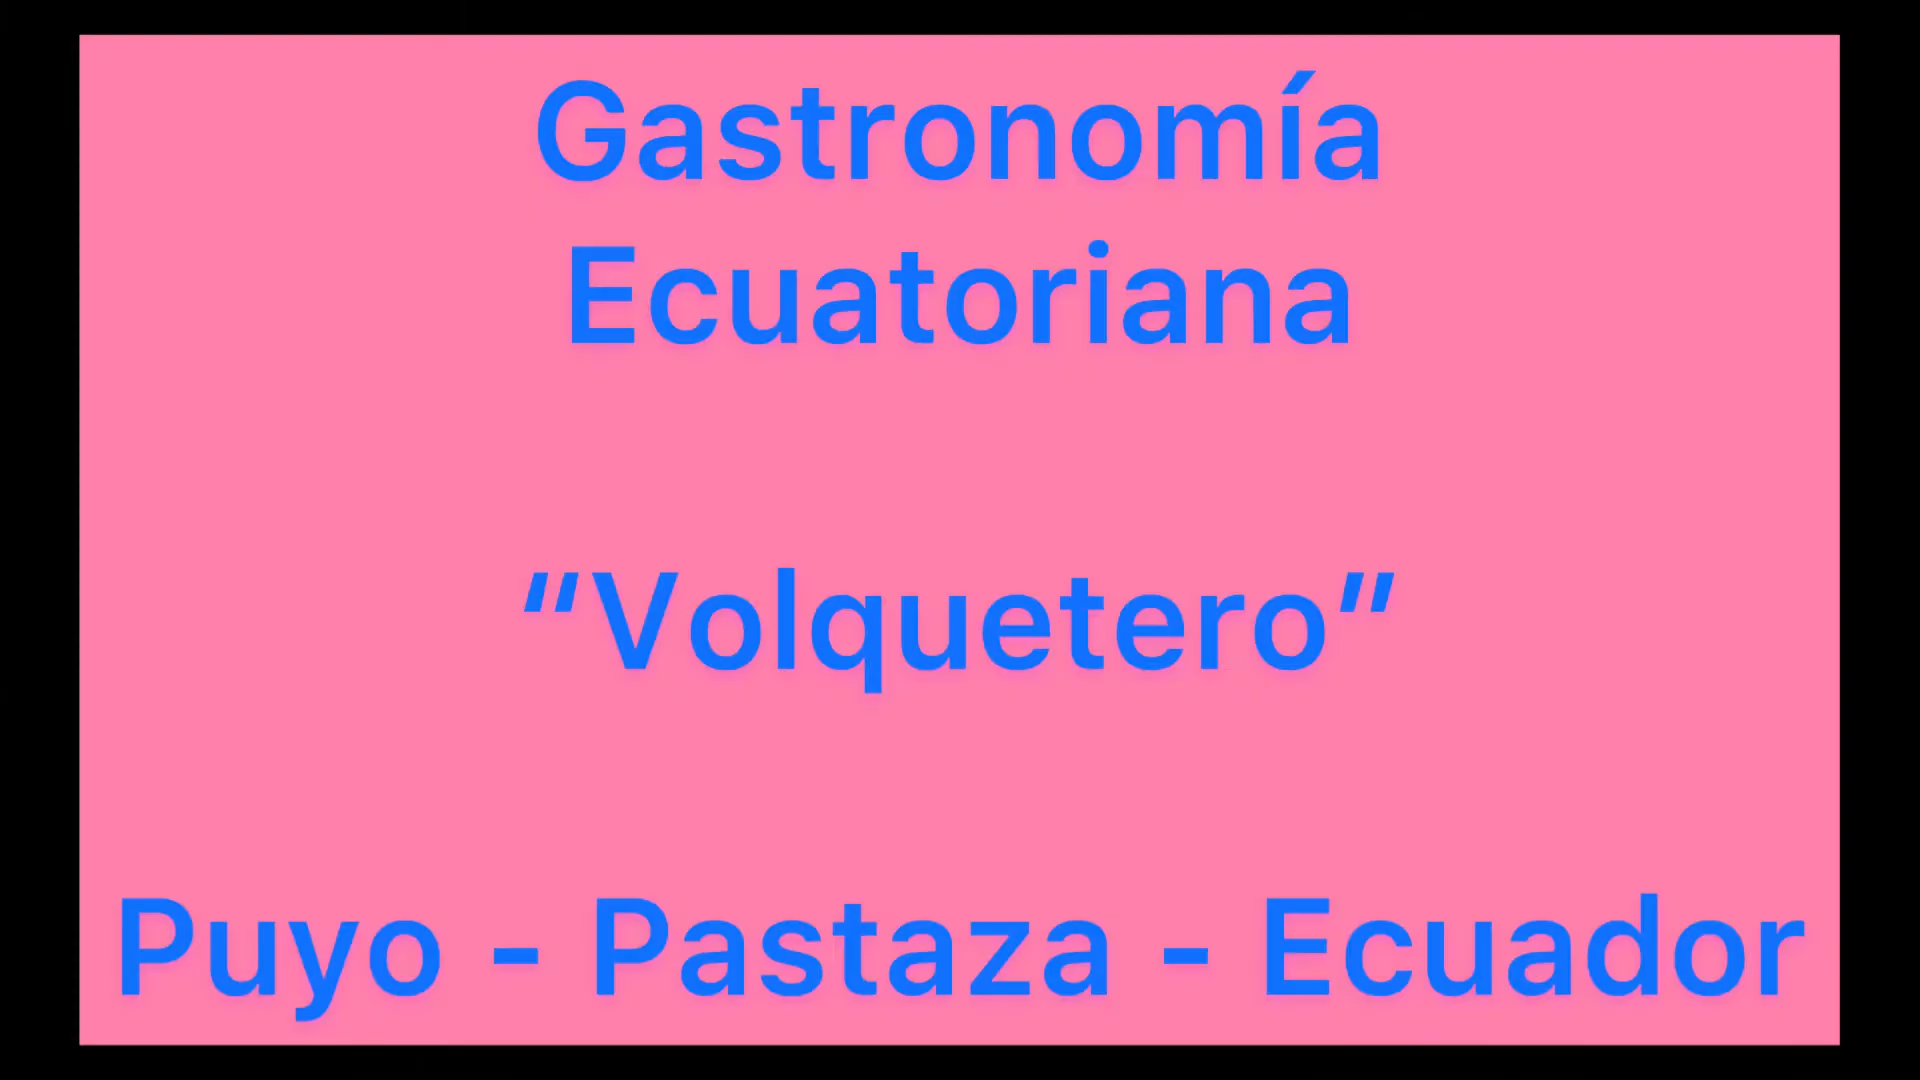 Gastronomía
Ecuatoriana
“Volquetero”
Puyo - Pastaza - Ecuador